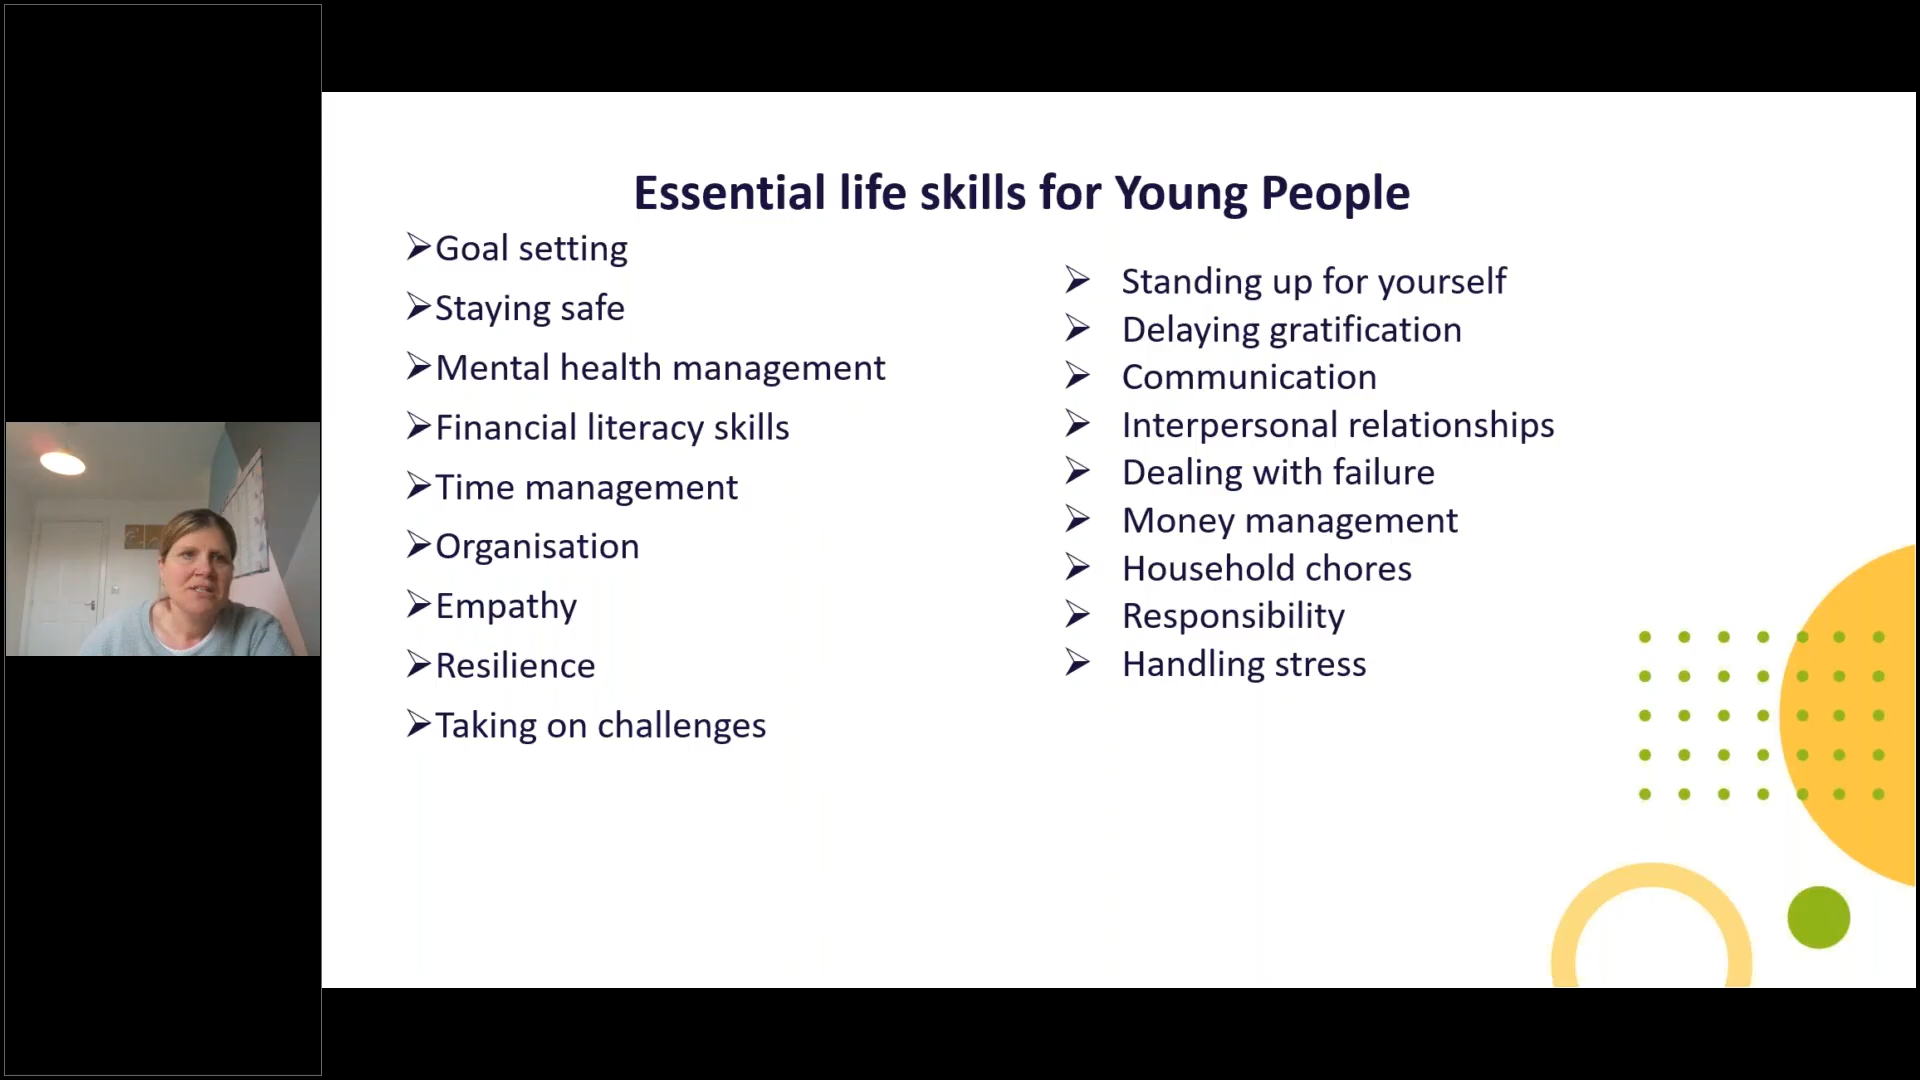 Essential life skills for Young People
Goal setting
Staying safe
Mental health management
Financial literacy skills
Time management
Organisation
Empathy
Resilience
Taking on challenges
Standing up for yourself
Delaying gratification
Communication
Interpersonal relationships
Dealing with failure
Money management
Household chores
Responsibility
Handling stress